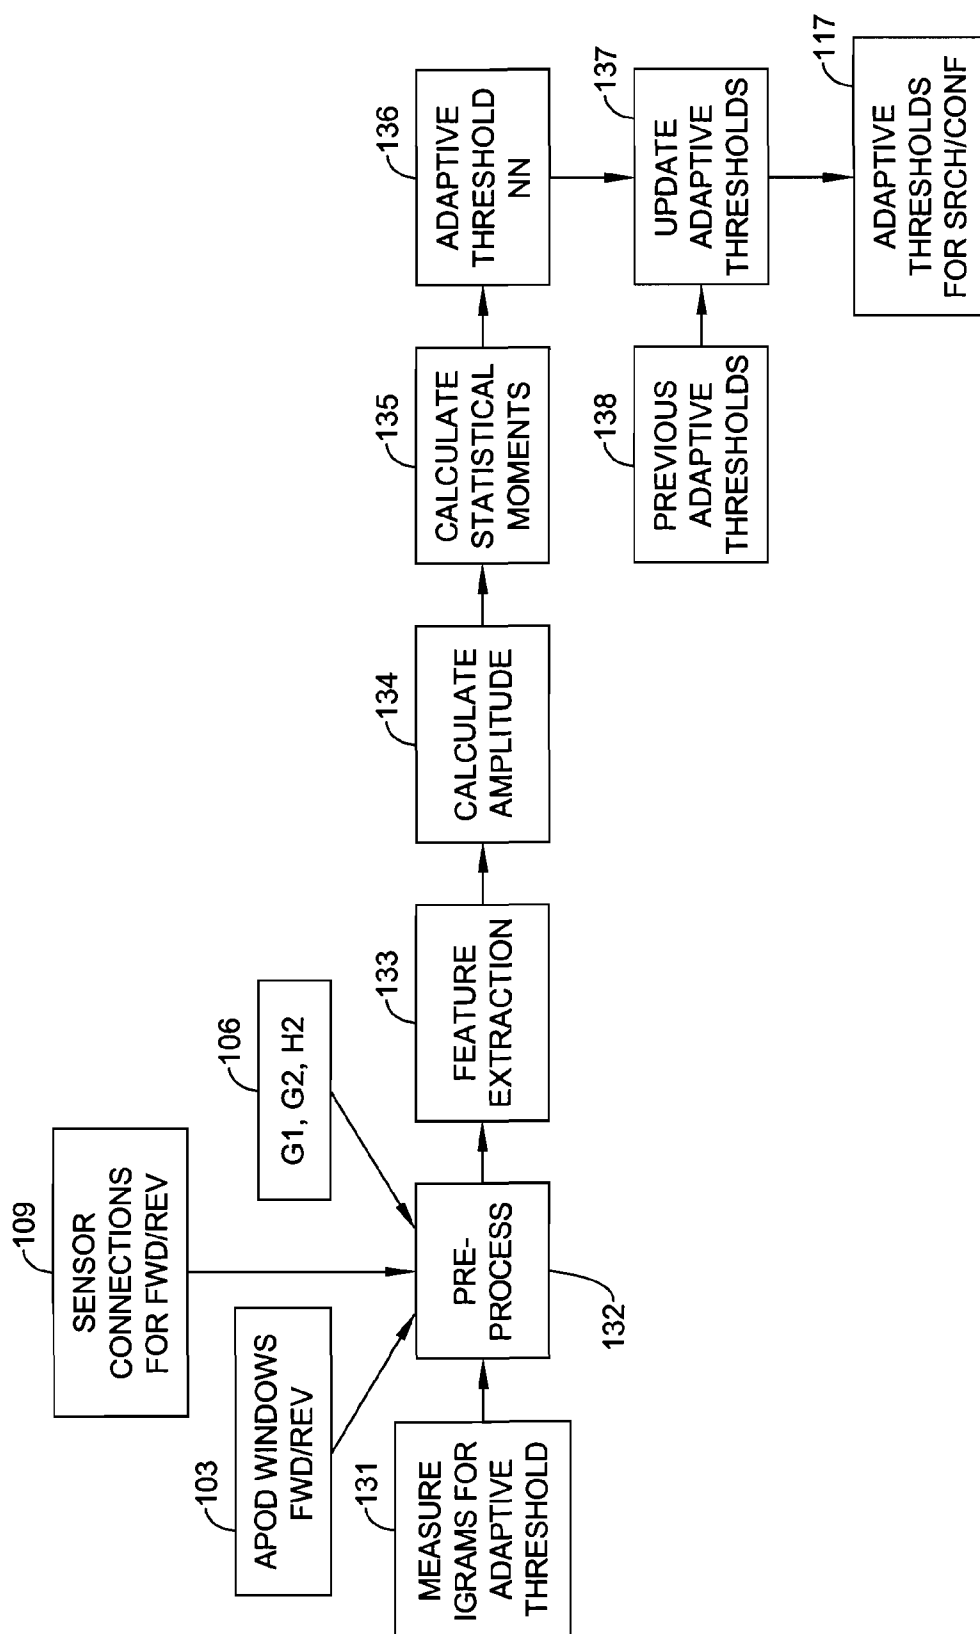 109
SENSOR
CONNECTIONS
FOR FWD/REV
103
APOD WINDOWS
FWD/REV
106
G1, G2, H2
131
MEASURE
IGRAMS FOR
ADAPTIVE
THRESHOLD
PRE-
PROCESS
132
133
FEATURE
EXTRACTION
134
CALCULATE
AMPLITUDE
135
CALCULATE
STATISTICAL
MOMENTS
136
ADAPTIVE
THRESHOLD
NN
138
PREVIOUS
ADAPTIVE
THRESHOLDS
137
UPDATE
ADAPTIVE
THRESHOLDS
117
ADAPTIVE
THRESHOLDS
FOR SRCH/CONF